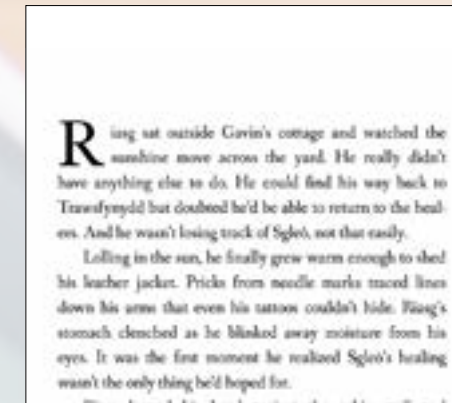 Riang sat outside Gavin's cottage and watched the
sunshine move across the yard. He really didn't
have anything else to do. He could find his way back to
Trawsfynydd but doubted he'd be able to return to the heal-
ers. And he wasn't losing track of Sgleó, not that easily.
Lolling in the sun, he finally grew warm enough to shed
his leather jacket. Pricks from needle marks traced lines
down his arms that even his tattoos couldn't hide. Riang's
stomach clenched as he blinked away moisture from his
eyes. It was the first moment he realized Sgleó's healing
wasn't the only thing he'd hoped for.